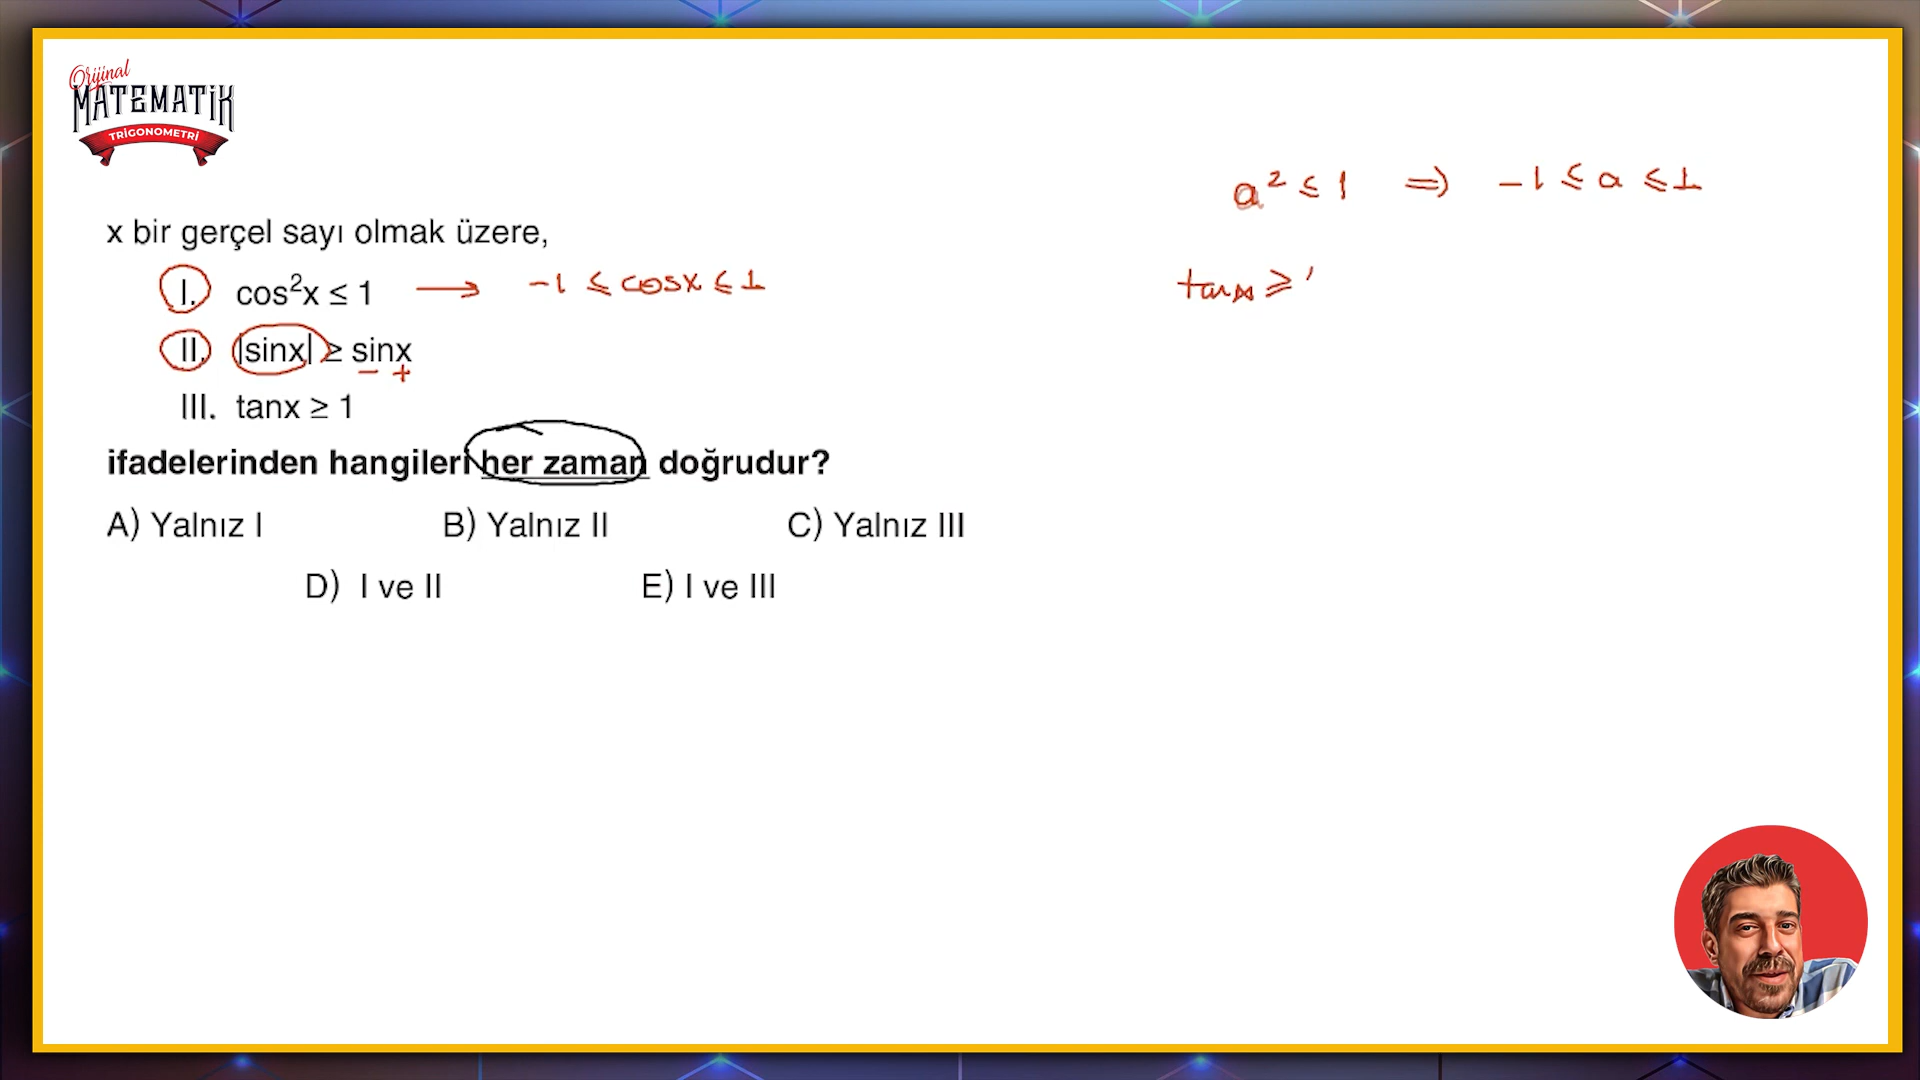 Orijinal
MATEMATİK
TRİGONOMETRİ
a² ≤ 1 ⇒ -1 ≤ a ≤ 1
x bir gerçel sayı olmak üzere,
I. cos²x ≤ 1 → -1 ≤ cosx ≤ 1
tanx ≥ 
II. |sinx| ≥ sinx
- +
III. tanx ≥ 1
ifadelerinden hangileri her zaman doğrudur?
A) Yalnız I B) Yalnız II C) Yalnız III
D) I ve II E) I ve III